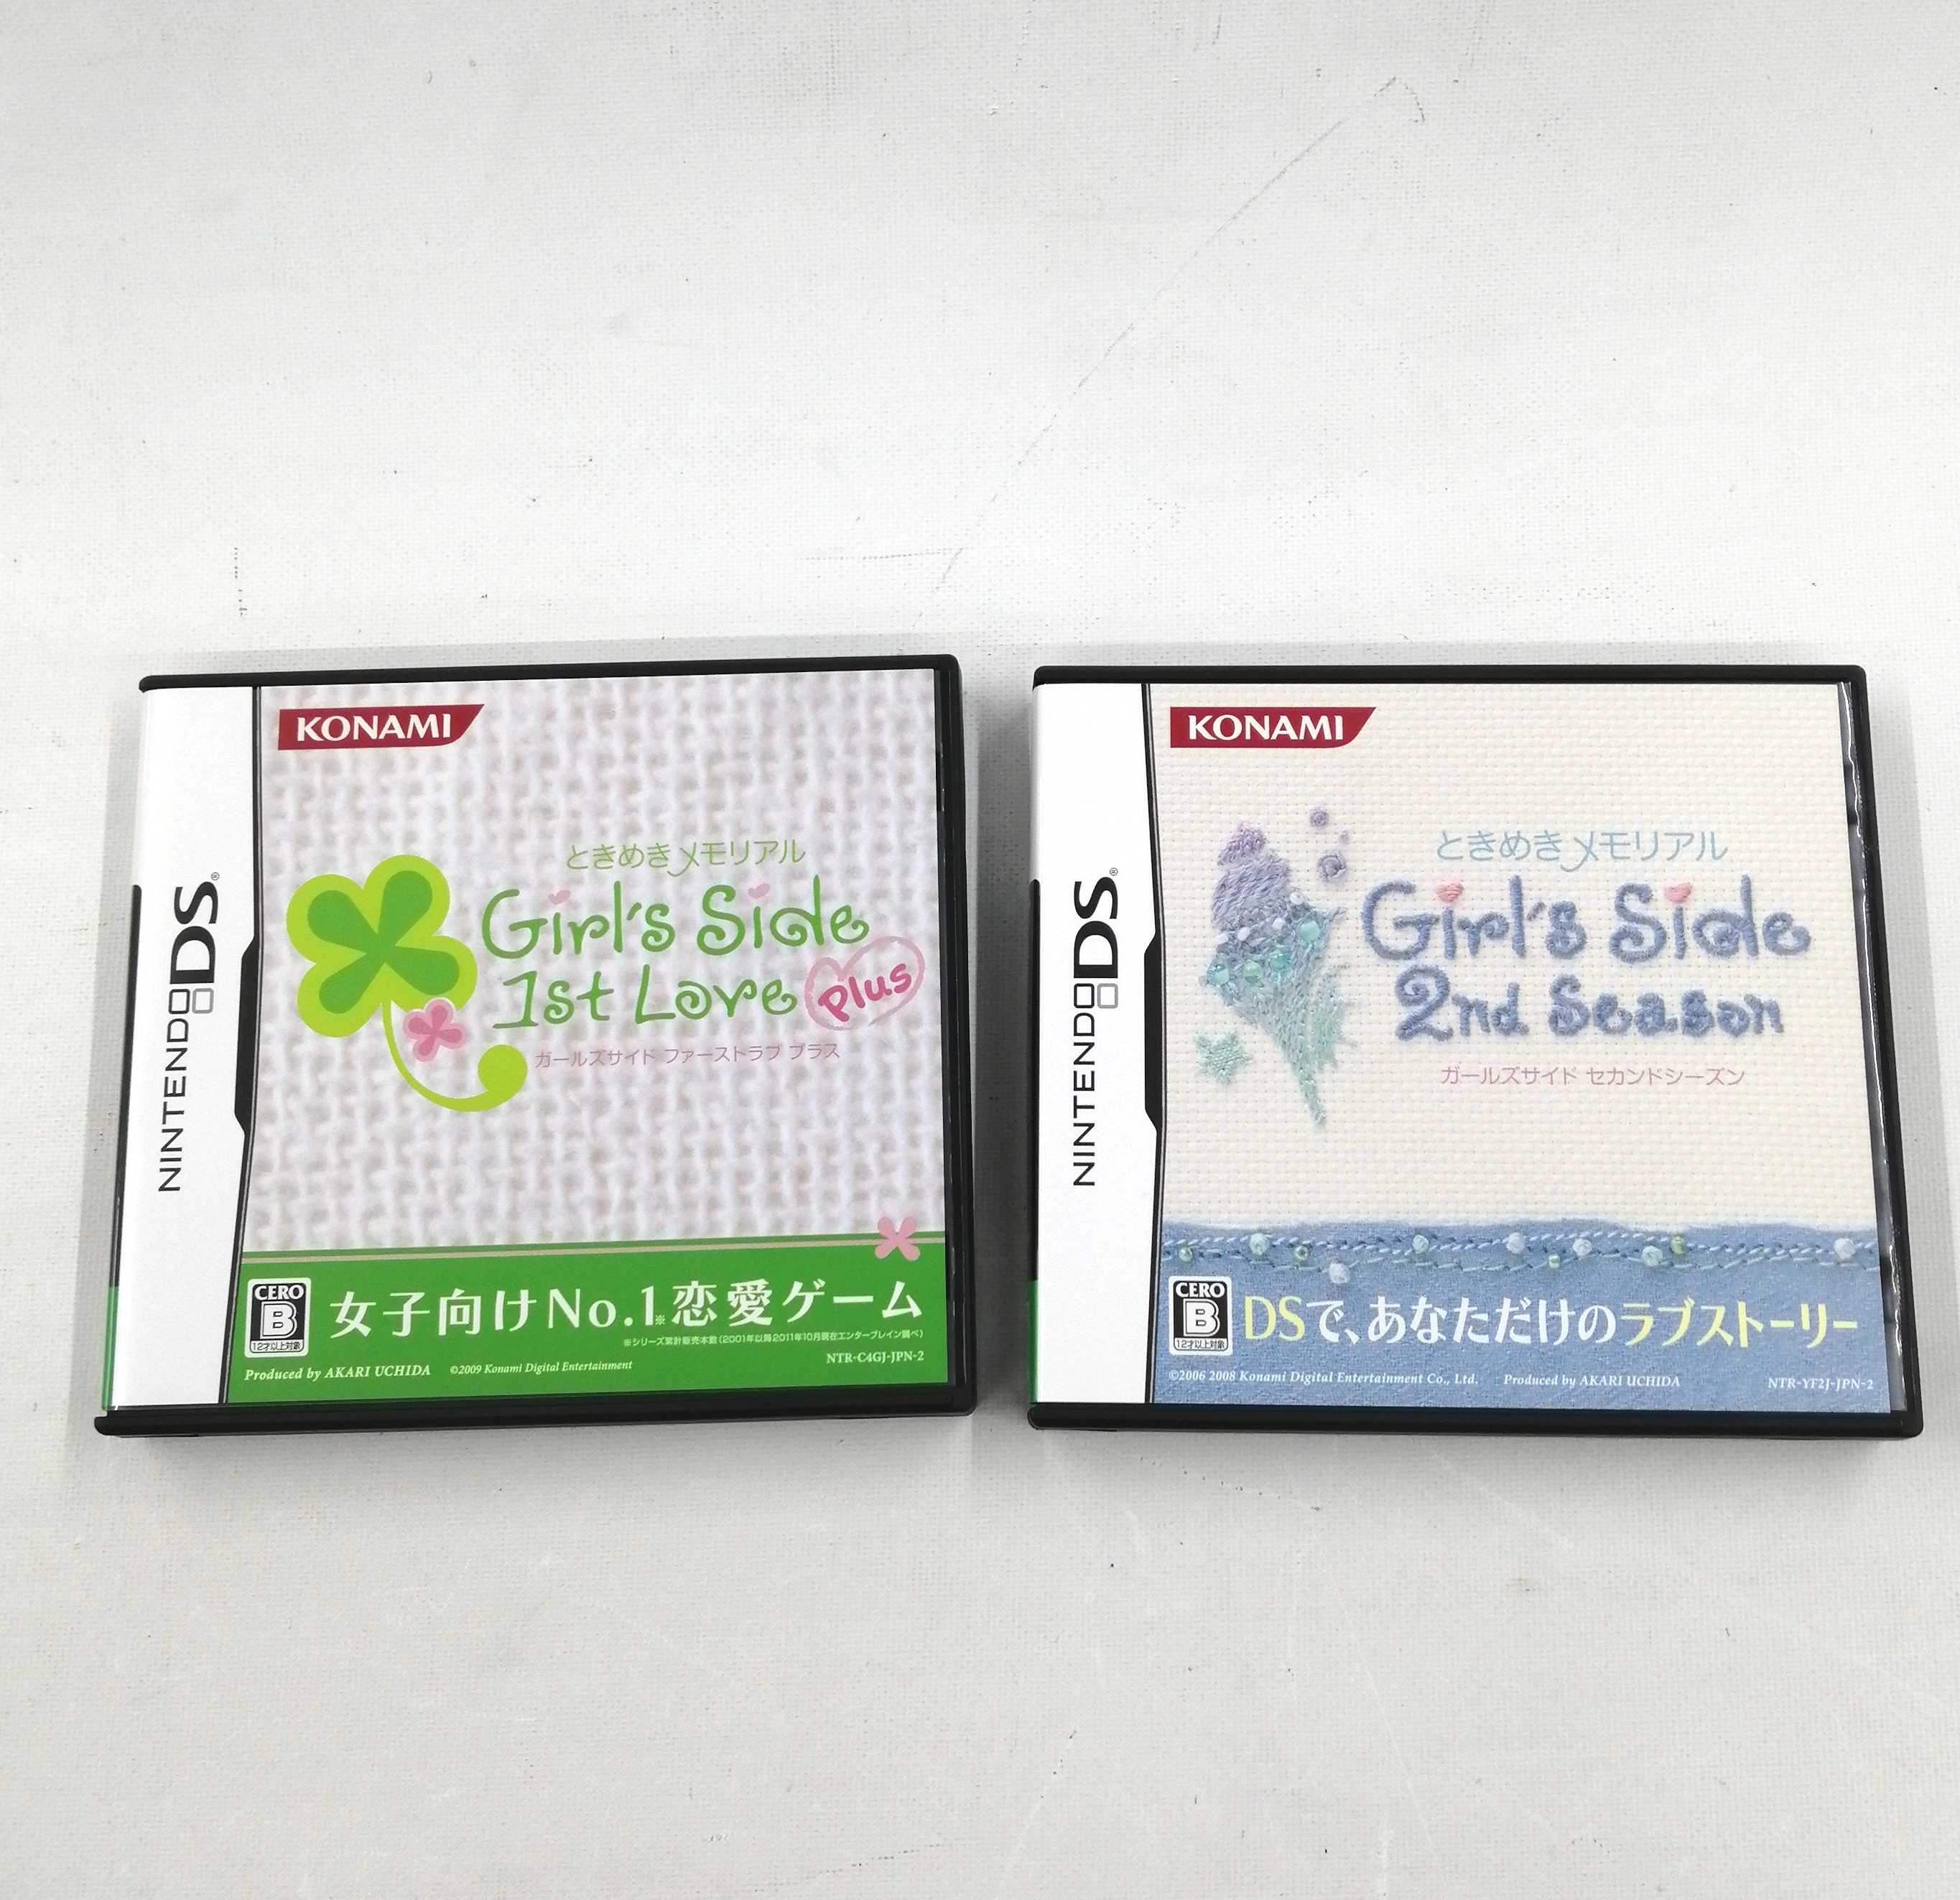 NINTENDO DS®
KONAMI
ときめきメモリアル
Girl's Side
1st Love Plus
ガールズサイド ファーストラブ プラス
CERO
B
12才以上対象
女子向けNo.1※恋愛ゲーム
※シリーズ累計販売本数(2001年以降2011年10月現在エンターブレイン調べ)
Produced by AKARI UCHIDA ©2009 Konami Digital Entertainment
NTR-C4GJ-JPN-2
NINTENDO DS®
KONAMI
ときめきメモリアル
Girl's Side
2nd Season
ガールズサイド セカンドシーズン
CERO
B
12才以上対象
DSで、あなただけのラブストーリー
©2006 2008 Konami Digital Entertainment Co., Ltd. Produced by AKARI UCHIDA NTR-YF2J-JPN-2